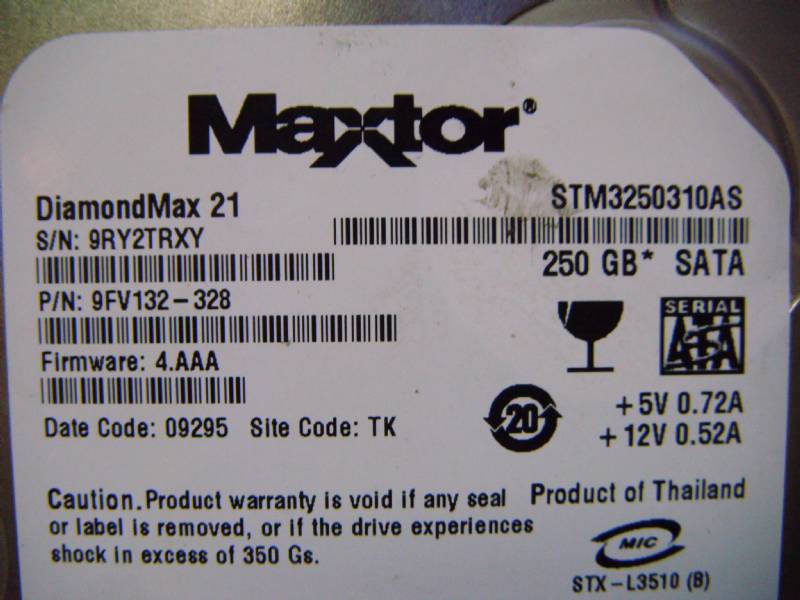 Maxtor®
DiamondMax 21
STM3250310AS
S/N: 9RY2TRXY
250 GB* SATA
P/N: 9FV132-328
SERIAL
ATA
Firmware: 4.AAA
20
+5V 0.72A
+12V 0.52A
Date Code: 09295 Site Code: TK
Caution. Product warranty is void if any seal
or label is removed, or if the drive experiences
shock in excess of 350 Gs.
Product of Thailand
MIC
STX-L3510 (B)